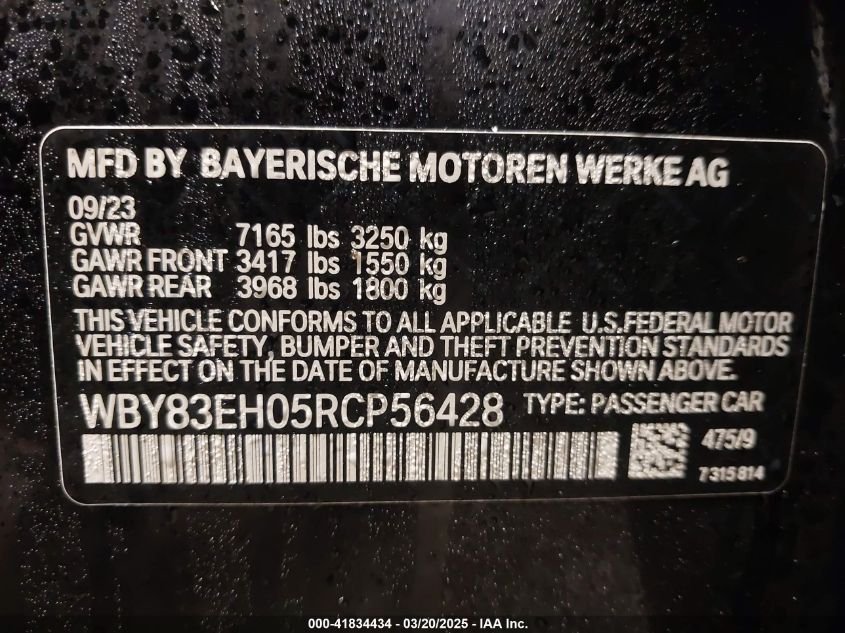 MFD BY BAYERISCHE MOTOREN WERKE AG
09/23
GVWR 7165 lbs 3250 kg
GAWR FRONT 3417 lbs 1550 kg
GAWR REAR 3968 lbs 1800 kg
THIS VEHICLE CONFORMS TO ALL APPLICABLE U.S.FEDERAL MOTOR
VEHICLE SAFETY, BUMPER AND THEFT PREVENTION STANDARDS
IN EFFECT ON THE DATE OF MANUFACTURE SHOWN ABOVE.
WBY83EH05RCP56428 TYPE: PASSENGER CAR
475/9
7315814
000-41834434 - 03/20/2025 - IAA Inc.